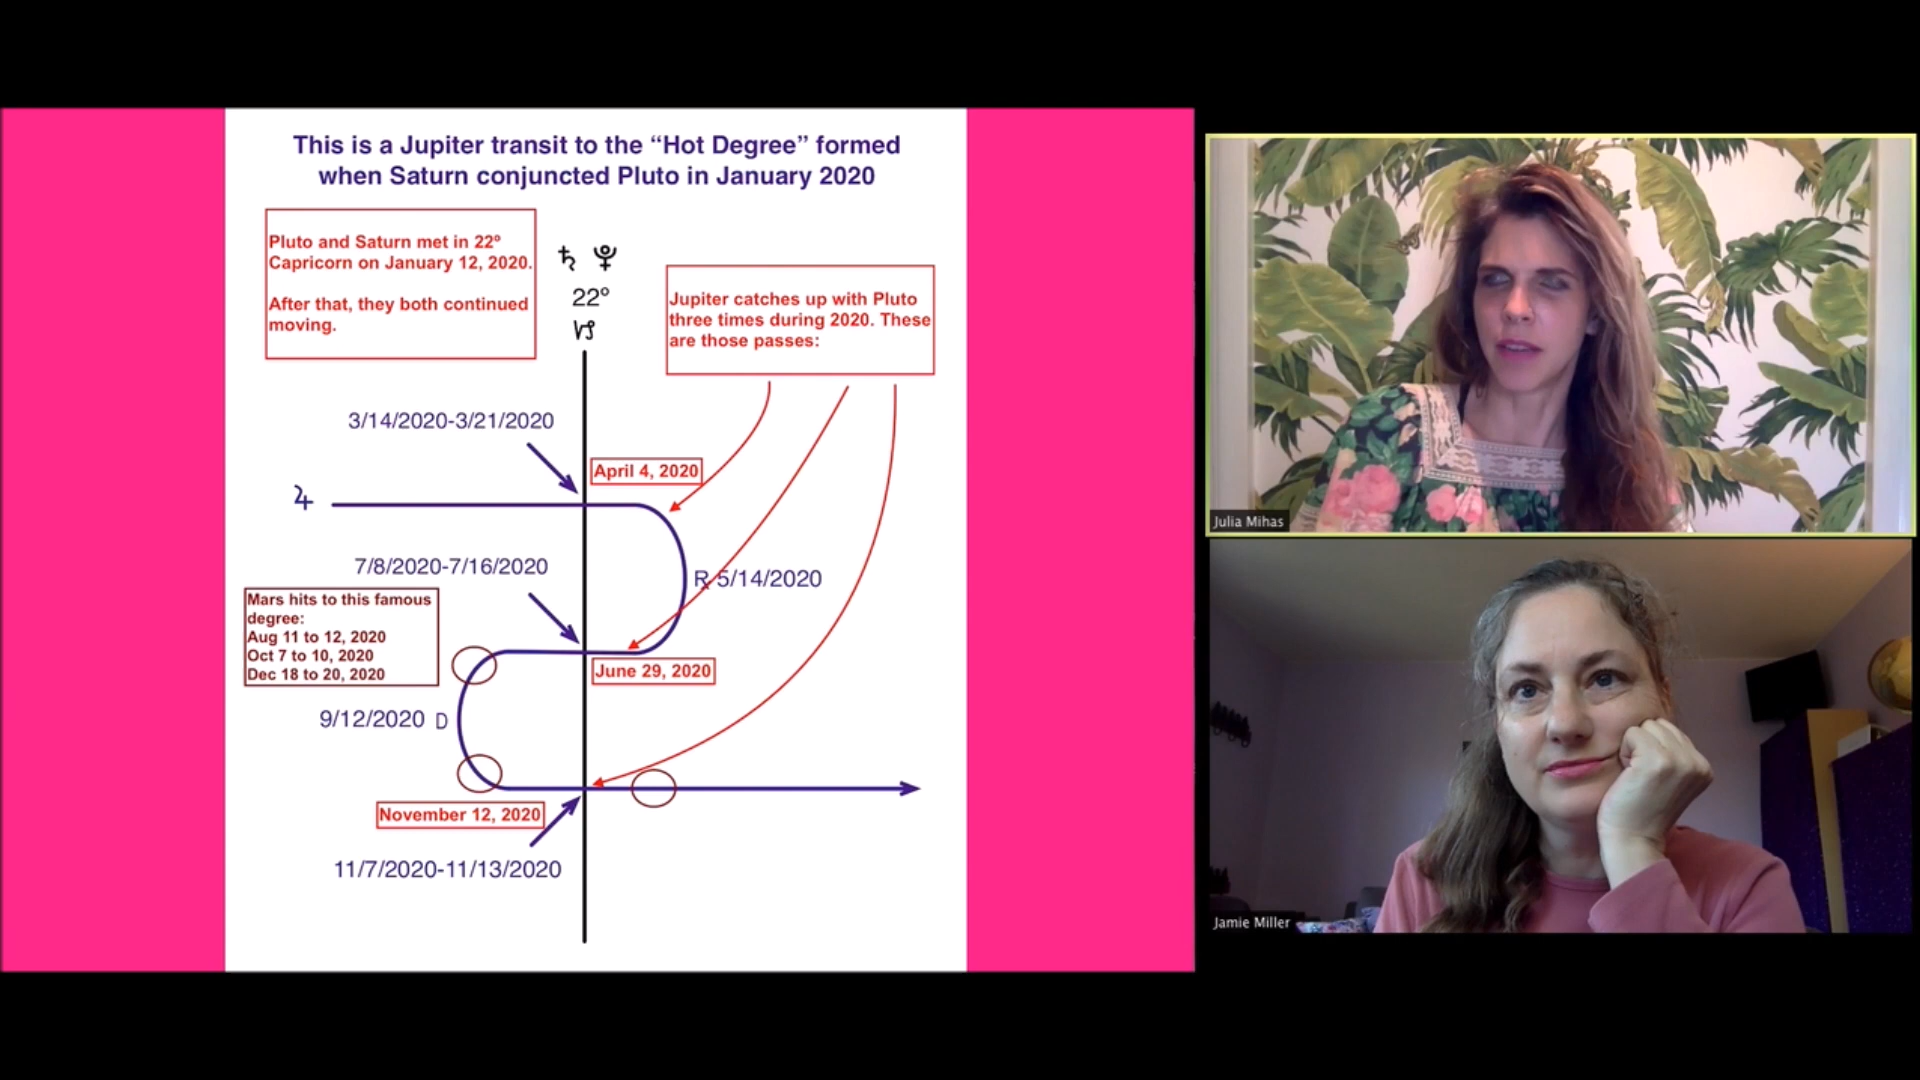 This is a Jupiter transit to the “Hot Degree” formed
when Saturn conjuncted Pluto in January 2020
Pluto and Saturn met in 22º
Capricorn on January 12, 2020.
After that, they both continued
moving.
♄ ♇
22º
♑
Jupiter catches up with Pluto
three times during 2020. These
are those passes:
3/14/2020-3/21/2020
April 4, 2020
♃
7/8/2020-7/16/2020
℞ 5/14/2020
Mars hits to this famous
degree:
Aug 11 to 12, 2020
Oct 7 to 10, 2020
Dec 18 to 20, 2020
June 29, 2020
9/12/2020 D
November 12, 2020
11/7/2020-11/13/2020
Julia Mihas
Jamie Miller